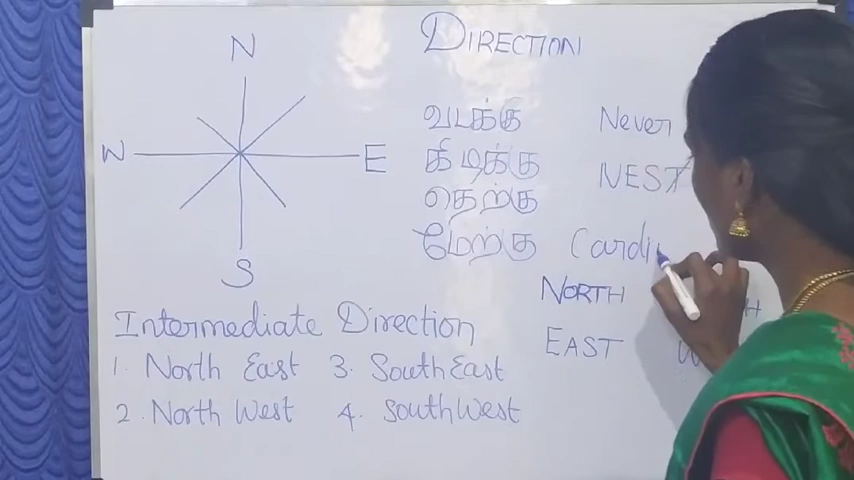 DIRECTION
N
W
E
S
வடக்கு
கிழக்கு
தெற்கு
மேற்கு
Never
NEST
Cardi
NORTH
EAST
Intermediate Direction
1. North East 3. South East
2. North West 4. South West